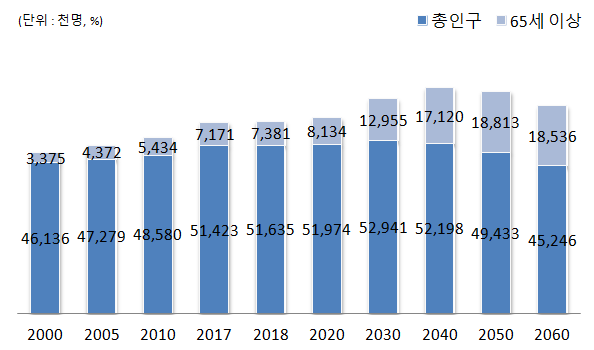 (단위 : 천명, %)
총인구 65세 이상
3,375 4,372 5,434 7,171 7,381 8,134 12,955 17,120 18,813 18,536
46,136 47,279 48,580 51,423 51,635 51,974 52,941 52,198 49,433 45,246
2000 2005 2010 2017 2018 2020 2030 2040 2050 2060